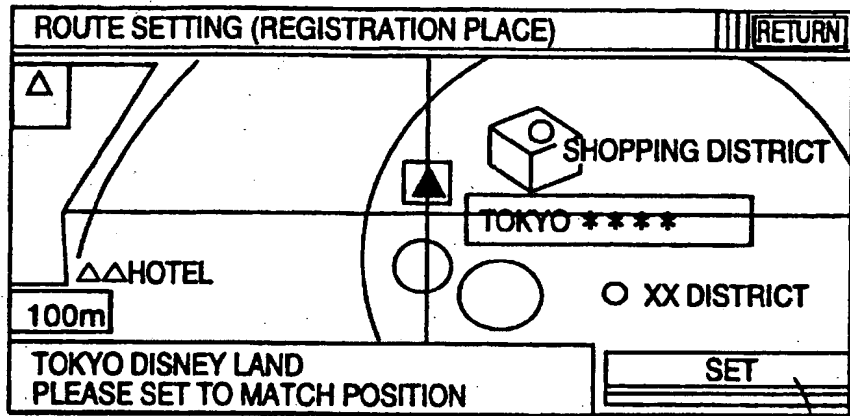 ROUTE SETTING (REGISTRATION PLACE) RETURN
SHOPPING DISTRICT
TOKYO ****
△△HOTEL
XX DISTRICT
100m
TOKYO DISNEY LAND
PLEASE SET TO MATCH POSITION
SET